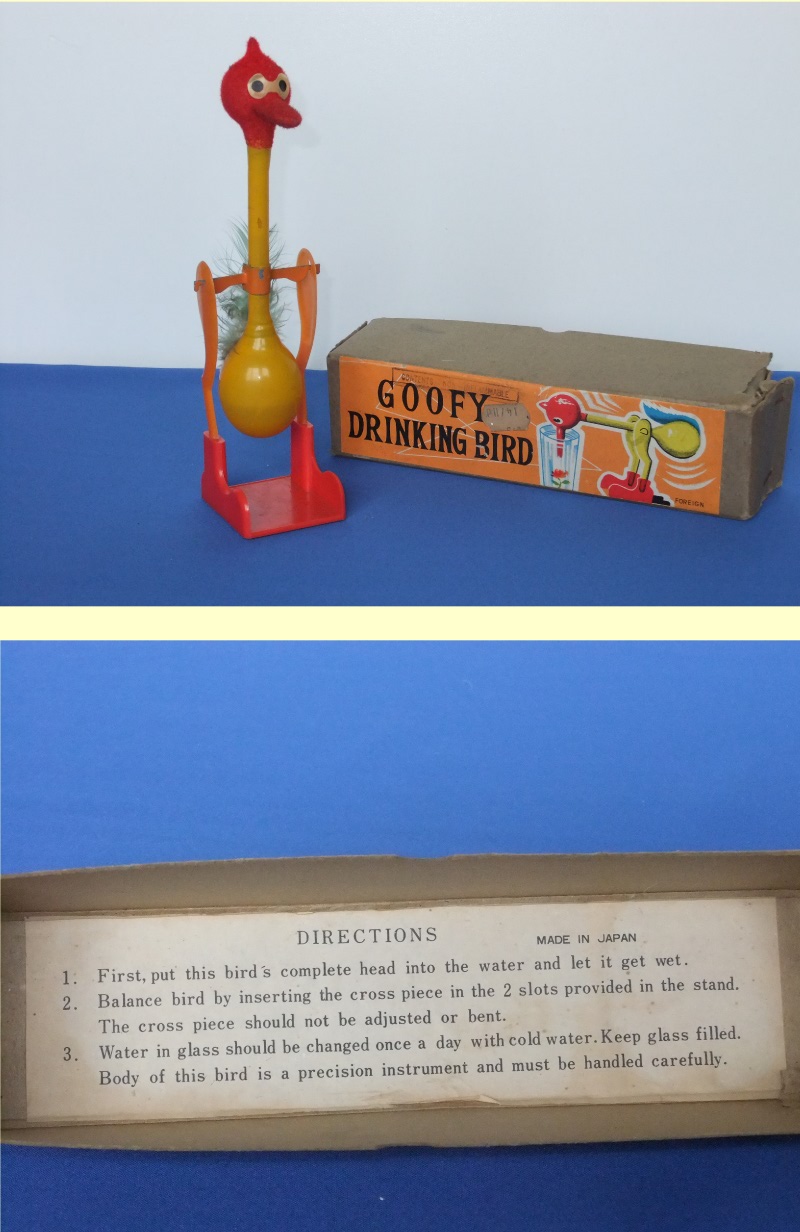 GOOFY
DRINKING BIRD
FOREIGN
DIRECTIONS MADE IN JAPAN
1. First, put this bird's complete head into the water and let it get wet.
2. Balance bird by inserting the cross piece in the 2 slots provided in the stand.
The cross piece should not be adjusted or bent.
3. Water in glass should be changed once a day with cold water. Keep glass filled.
Body of this bird is a precision instrument and must be handled carefully.